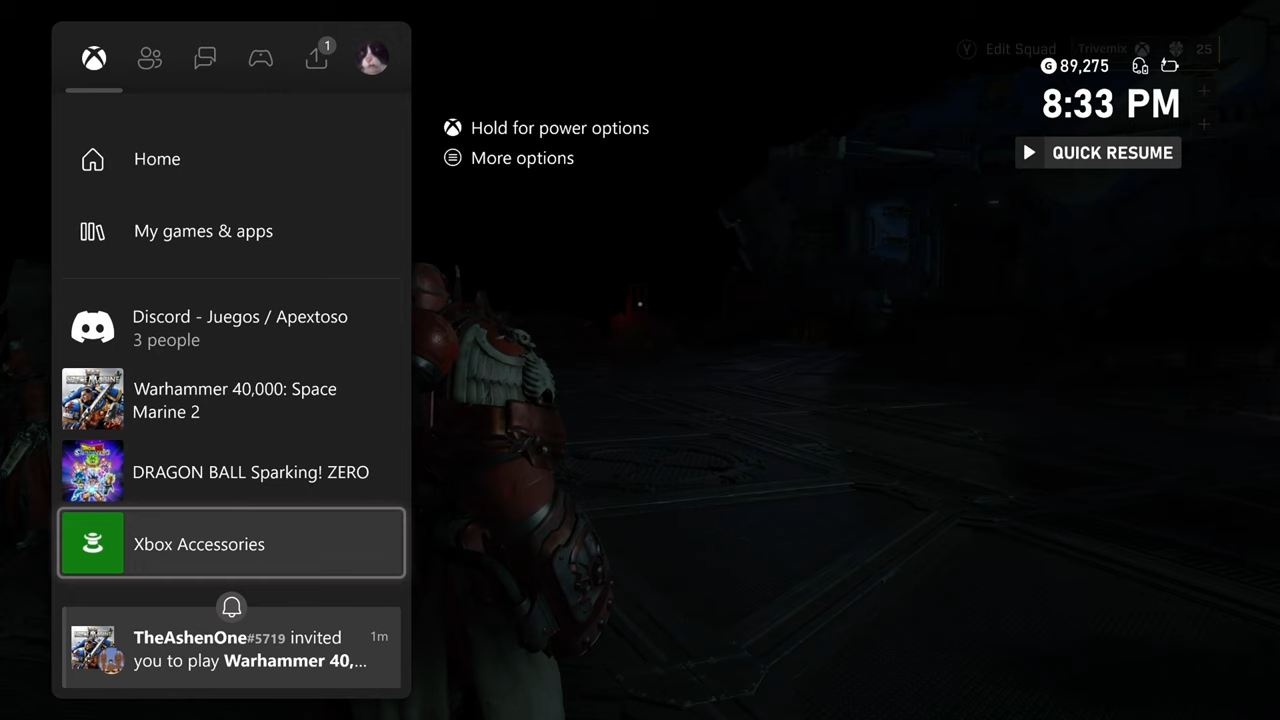 1
Home
My games & apps
Discord - Juegos / Apextoso
3 people
Warhammer 40,000: Space
Marine 2
DRAGON BALL Sparking! ZERO
Xbox Accessories
TheAshenOne#5719 invited 1m
you to play Warhammer 40,...
Hold for power options
More options
Y Edit Squad Trivemix 25
G 89,275
8:33 PM
QUICK RESUME